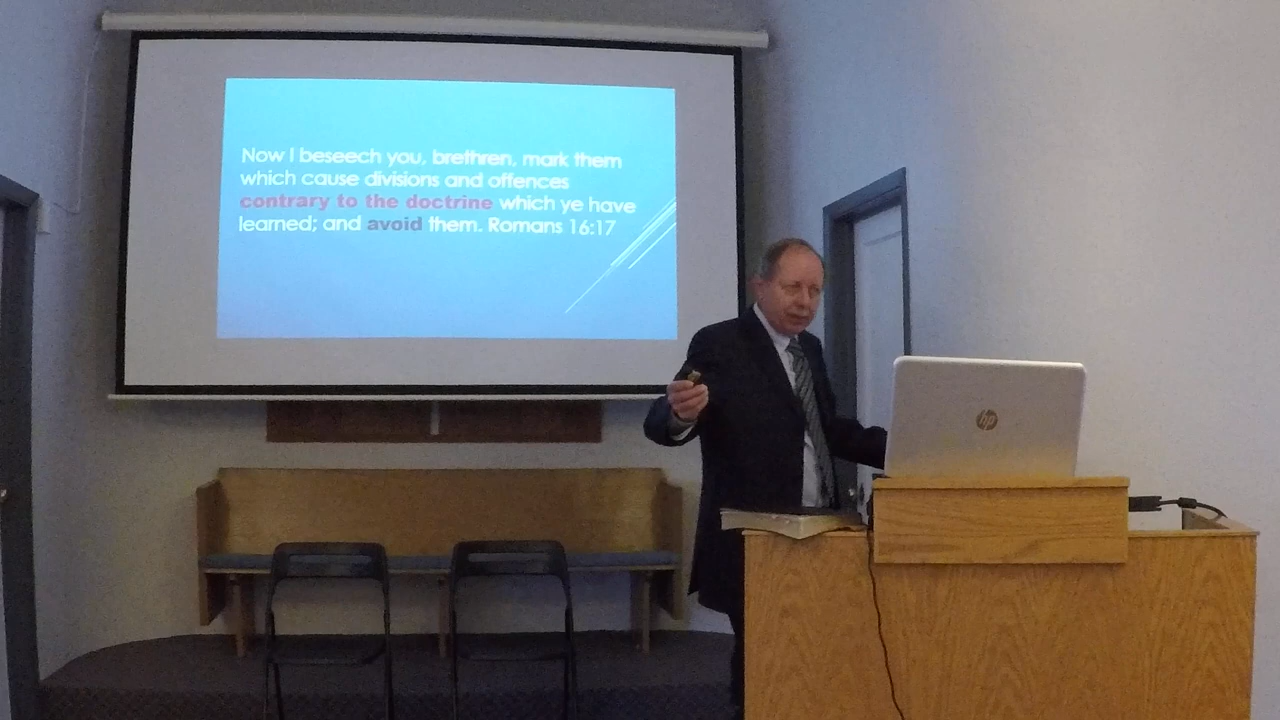 Now I beseech you, brethren, mark them
which cause divisions and offences
contrary to the doctrine which ye have
learned; and avoid them. Romans 16:17
hp